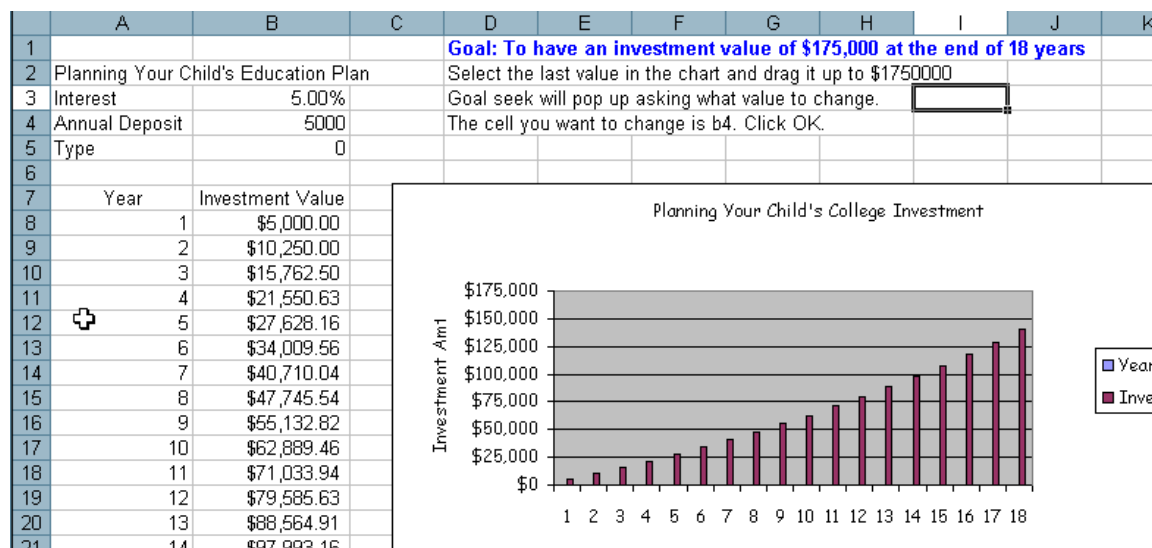 A B C D E F G H I J K
1 Goal: To have an investment value of $175,000 at the end of 18 years
2 Planning Your Child's Education Plan Select the last value in the chart and drag it up to $1750000
3 Interest 5.00% Goal seek will pop up asking what value to change.
4 Annual Deposit 5000 The cell you want to change is b4. Click OK.
5 Type 0
6
7 Year Investment Value
8 1 $5,000.00
9 2 $10,250.00
10 3 $15,762.50
11 4 $21,550.63
12 5 $27,628.16
13 6 $34,009.56
14 7 $40,710.04
15 8 $47,745.54
16 9 $55,132.82
17 10 $62,889.46
18 11 $71,033.94
19 12 $79,585.63
20 13 $88,564.91
21 14 $97,993.16
Planning Your Child's College Investment
Investment Amt
$175,000
$150,000
$125,000
$100,000
$75,000
$50,000
$25,000
$0
1 2 3 4 5 6 7 8 9 10 11 12 13 14 15 16 17 18
Year
Inve